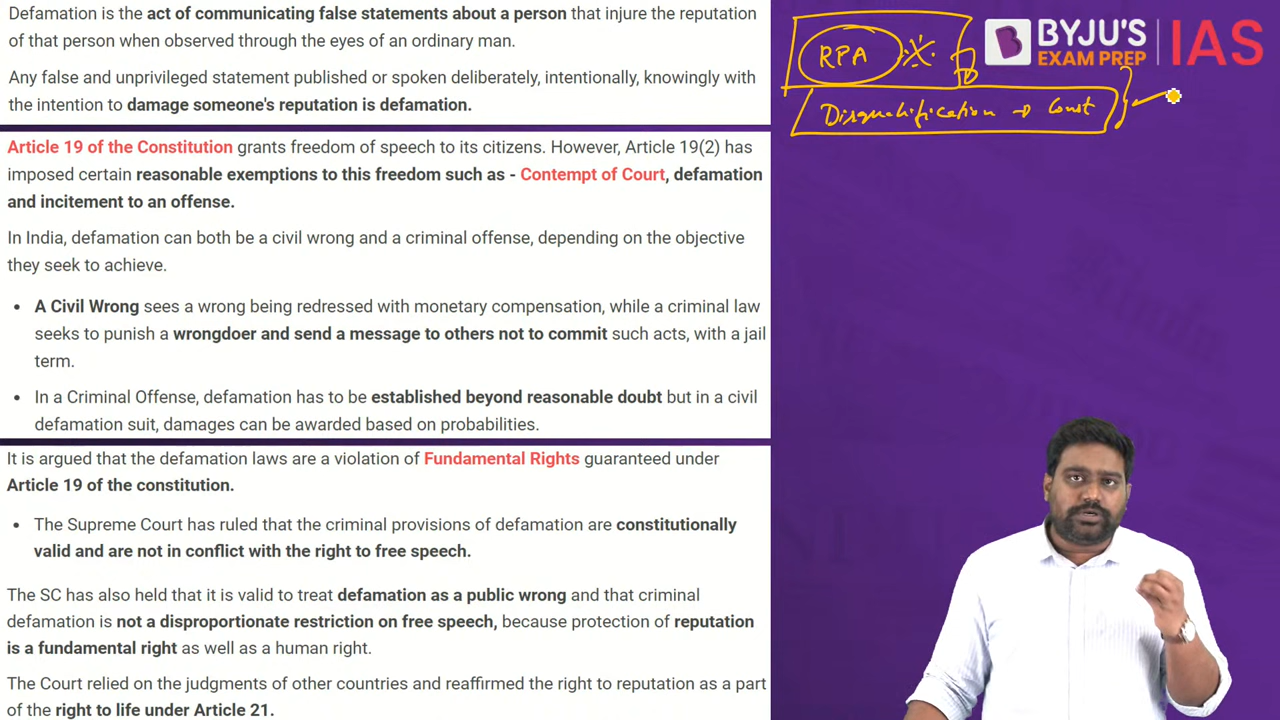 Defamation is the act of communicating false statements about a person that injure the reputation
of that person when observed through the eyes of an ordinary man.
Any false and unprivileged statement published or spoken deliberately, intentionally, knowingly with
the intention to damage someone's reputation is defamation.
Article 19 of the Constitution grants freedom of speech to its citizens. However, Article 19(2) has
imposed certain reasonable exemptions to this freedom such as - Contempt of Court, defamation
and incitement to an offense.
In India, defamation can both be a civil wrong and a criminal offense, depending on the objective
they seek to achieve.
• A Civil Wrong sees a wrong being redressed with monetary compensation, while a criminal law
seeks to punish a wrongdoer and send a message to others not to commit such acts, with a jail
term.
• In a Criminal Offense, defamation has to be established beyond reasonable doubt but in a civil
defamation suit, damages can be awarded based on probabilities.
It is argued that the defamation laws are a violation of Fundamental Rights guaranteed under
Article 19 of the constitution.
• The Supreme Court has ruled that the criminal provisions of defamation are constitutionally
valid and are not in conflict with the right to free speech.
The SC has also held that it is valid to treat defamation as a public wrong and that criminal
defamation is not a disproportionate restriction on free speech, because protection of reputation
is a fundamental right as well as a human right.
The Court relied on the judgments of other countries and reaffirmed the right to reputation as a part
of the right to life under Article 21.
RPA
Disqualification → Const
BYJU'S
EXAM PREP
IAS